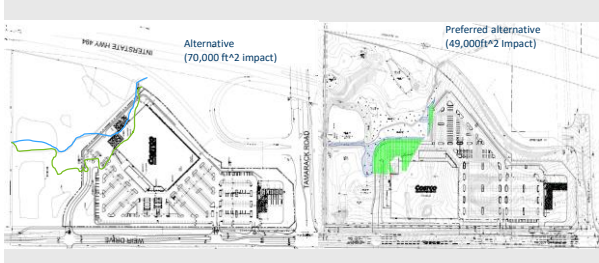 Alternative
(70,000 ft^2 impact)
Preferred alternative
(49,000ft^2 Impact)
INTERSTATE HWY 494
COSTCO
TAMARACK ROAD
WEIR DRIVE